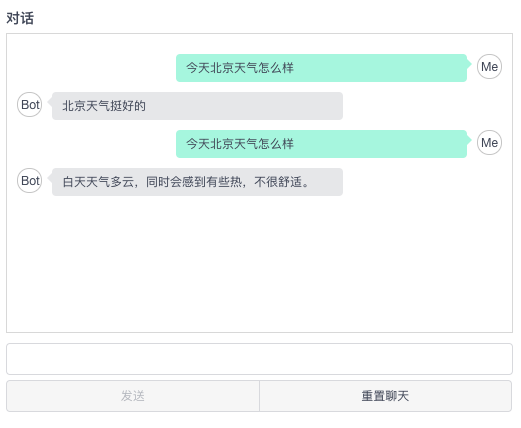 对话
今天北京天气怎么样 Me
Bot 北京天气挺好的
今天北京天气怎么样 Me
Bot 白天天气多云，同时会感到有些热，不很舒适。
发送 重置聊天